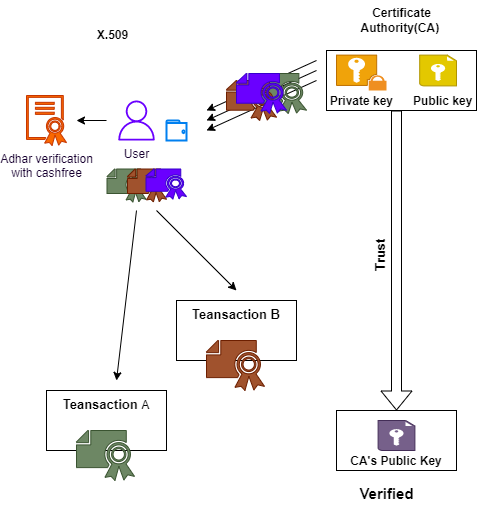 X.509
Certificate
Authority(CA)
Private key
Public key
User
Adhar verification
with cashfree
Trust
Teansaction B
Teansaction A
CA's Public Key
Verified